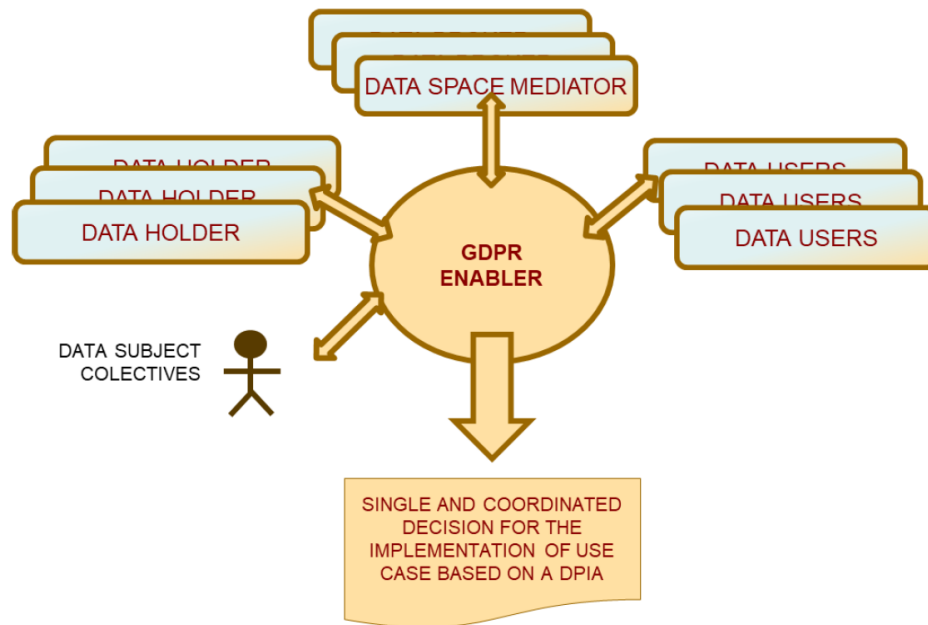 DATA SPACE MEDIATOR
DATA HOLDER
DATA HOLDER
DATA HOLDER
DATA USERS
DATA USERS
DATA USERS
GDPR
ENABLER
DATA SUBJECT
COLECTIVES
SINGLE AND COORDINATED
DECISION FOR THE
IMPLEMENTATION OF USE
CASE BASED ON A DPIA